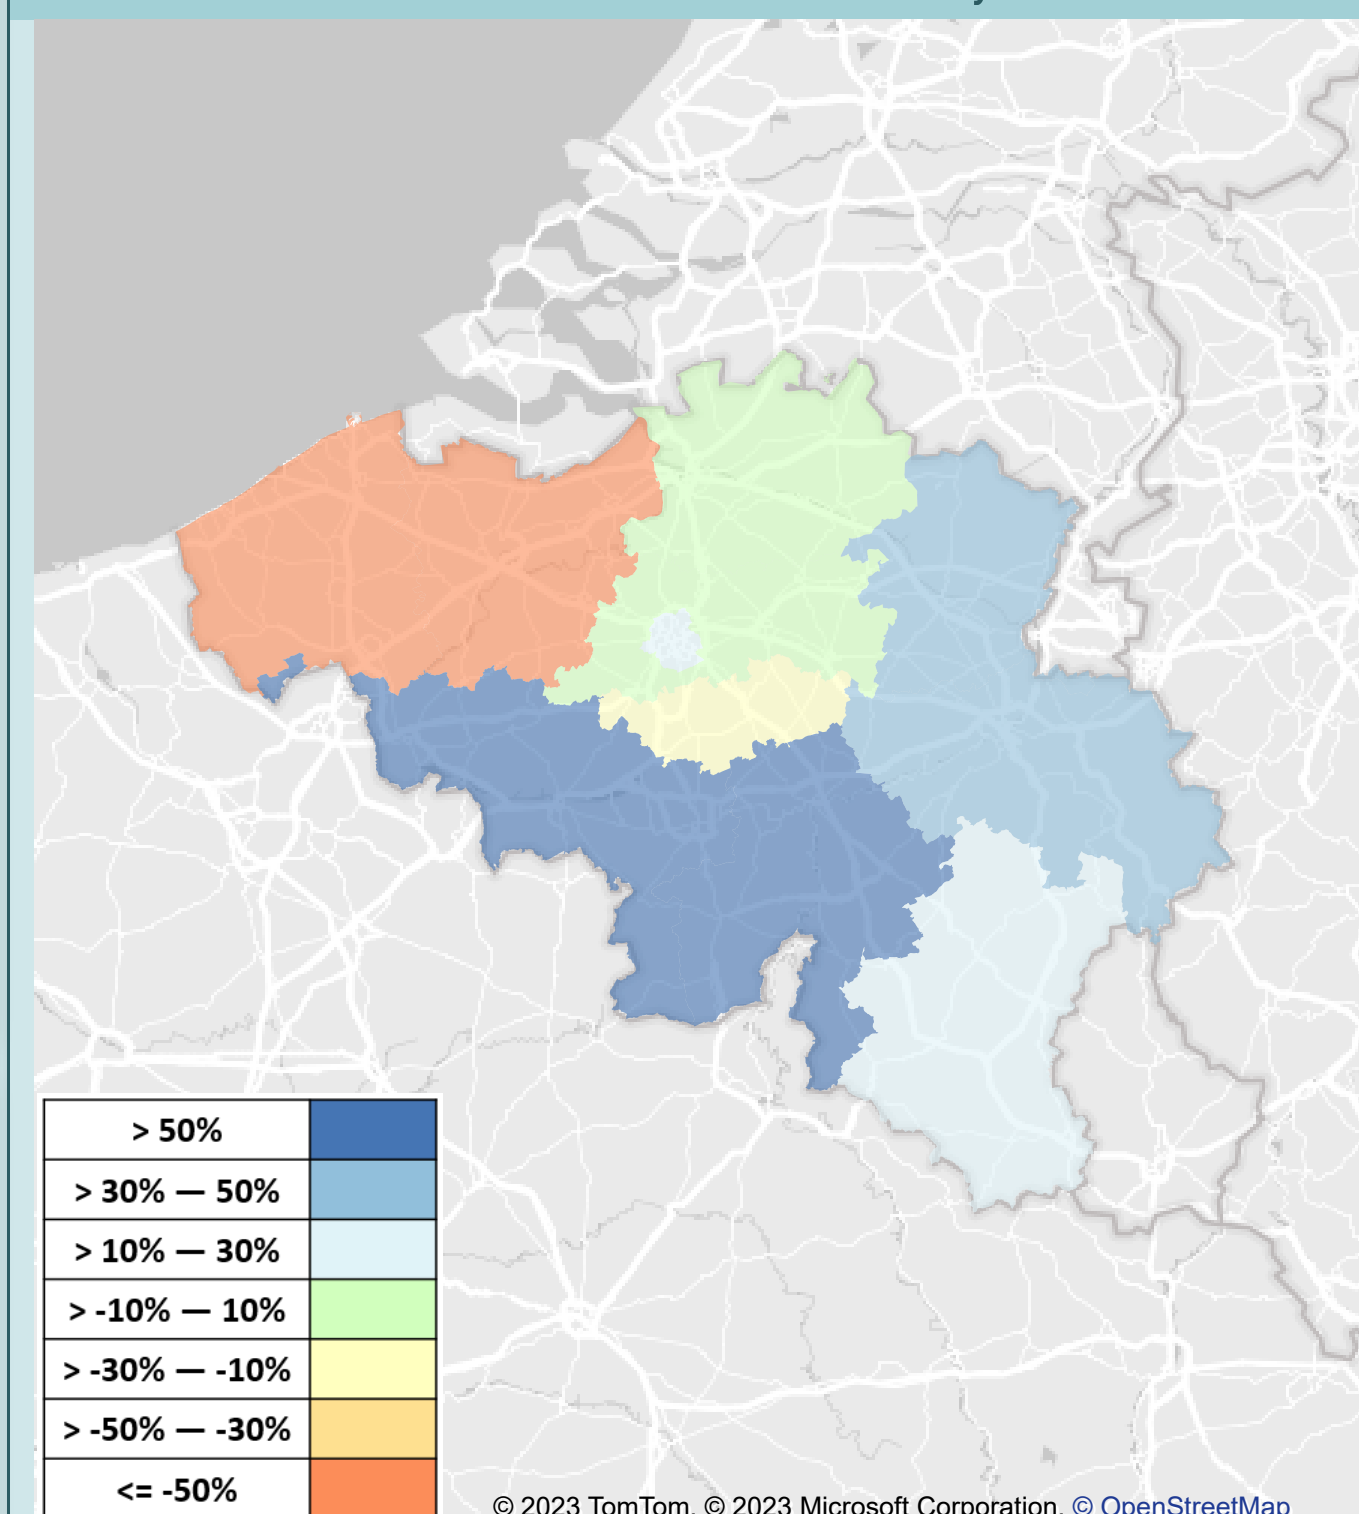 > 50%
> 30% — 50%
> 10% — 30%
> -10% — 10%
> -30% — -10%
> -50% — -30%
<= -50%
© 2023 TomTom, © 2023 Microsoft Corporation, © OpenStreetMap